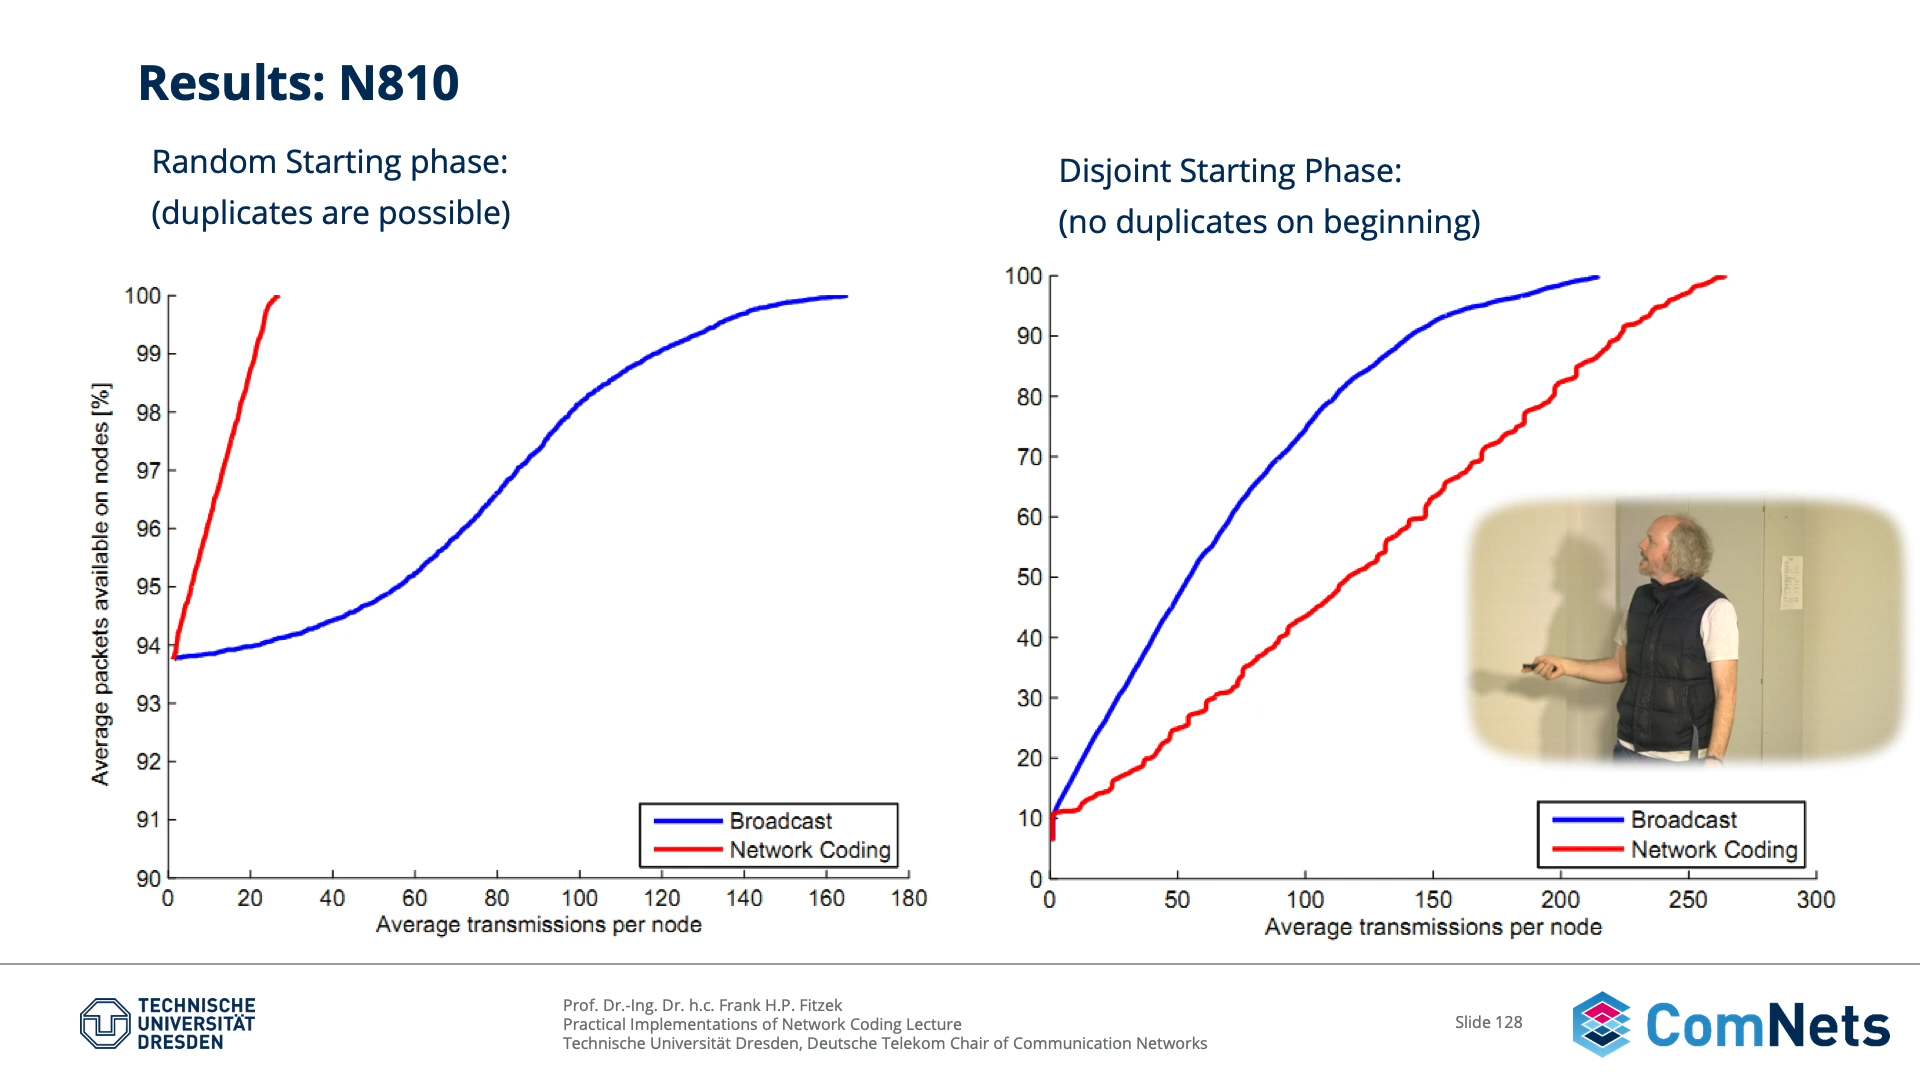 Results: N810
Random Starting phase:
(duplicates are possible)
100
99
98
97
96
95
94
93
92
91
90
Average packets available on nodes [%]
0 20 40 60 80 100 120 140 160 180
Average transmissions per node
Broadcast
Network Coding
Disjoint Starting Phase:
(no duplicates on beginning)
100
90
80
70
60
50
40
30
20
10
0
0 50 100 150 200 250 300
Average transmissions per node
Broadcast
Network Coding
TECHNISCHE
UNIVERSITÄT
DRESDEN
Prof. Dr.-Ing. Dr. h.c. Frank H.P. Fitzek
Practical Implementations of Network Coding Lecture
Technische Universität Dresden, Deutsche Telekom Chair of Communication Networks
Slide 128
ComNets